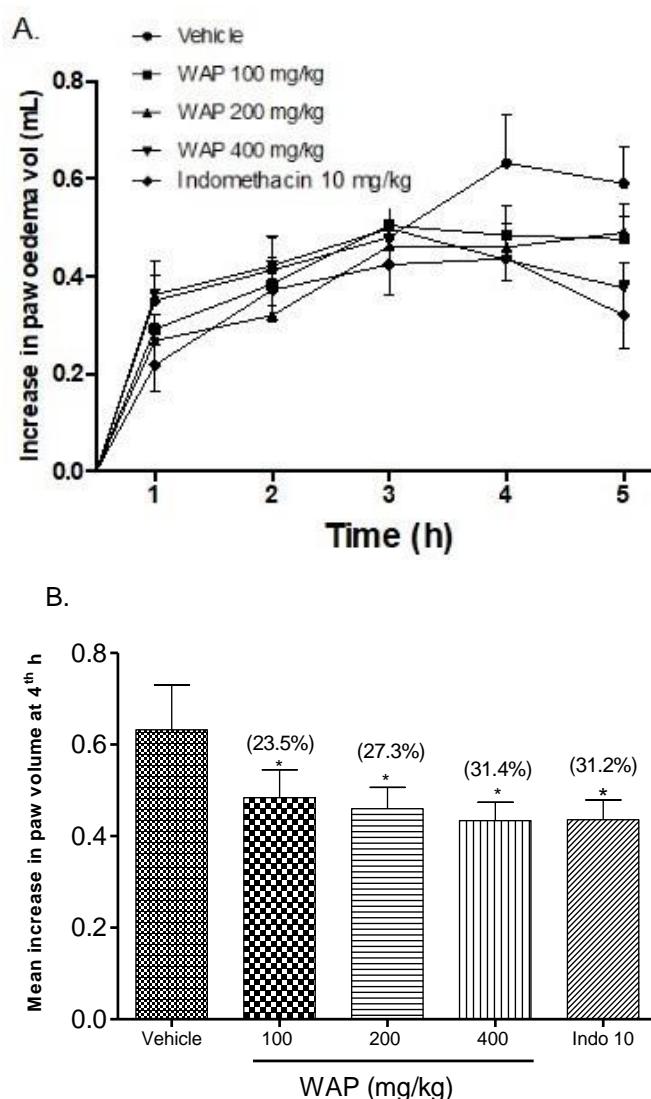 A.
Vehicle
WAP 100 mg/kg
WAP 200 mg/kg
WAP 400 mg/kg
Indomethacin 10 mg/kg
Increase in paw oedema vol (mL)
0.8
0.6
0.4
0.2
0.0
1 2 3 4 5
Time (h)
B.
Mean increase in paw volume at 4th h
0.8
0.6
0.4
0.2
0.0
(23.5%) (27.3%) (31.4%) (31.2%)
* * * *
Vehicle 100 200 400 Indo 10
WAP (mg/kg)